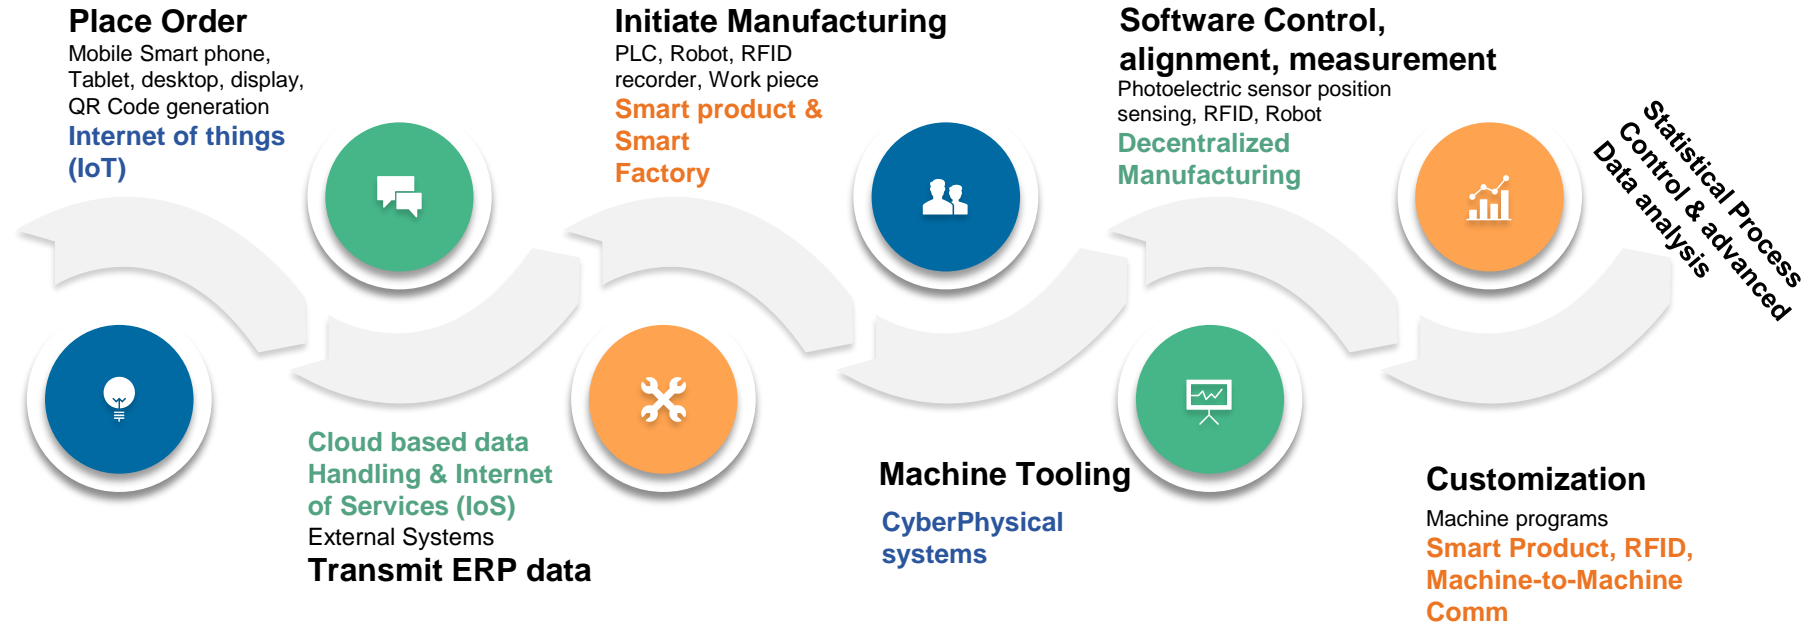 Place Order
Mobile Smart phone,
Tablet, desktop, display,
QR Code generation
Internet of things
(IoT)
Cloud based data
Handling & Internet
of Services (IoS)
External Systems
Transmit ERP data
Initiate Manufacturing
PLC, Robot, RFID
recorder, Work piece
Smart product &
Smart
Factory
Machine Tooling
CyberPhysical
systems
Software Control,
alignment, measurement
Photoelectric sensor position
sensing, RFID, Robot
Decentralized
Manufacturing
Customization
Machine programs
Smart Product, RFID,
Machine-to-Machine
Comm
Statistical Process
Control & advanced
Data analysis